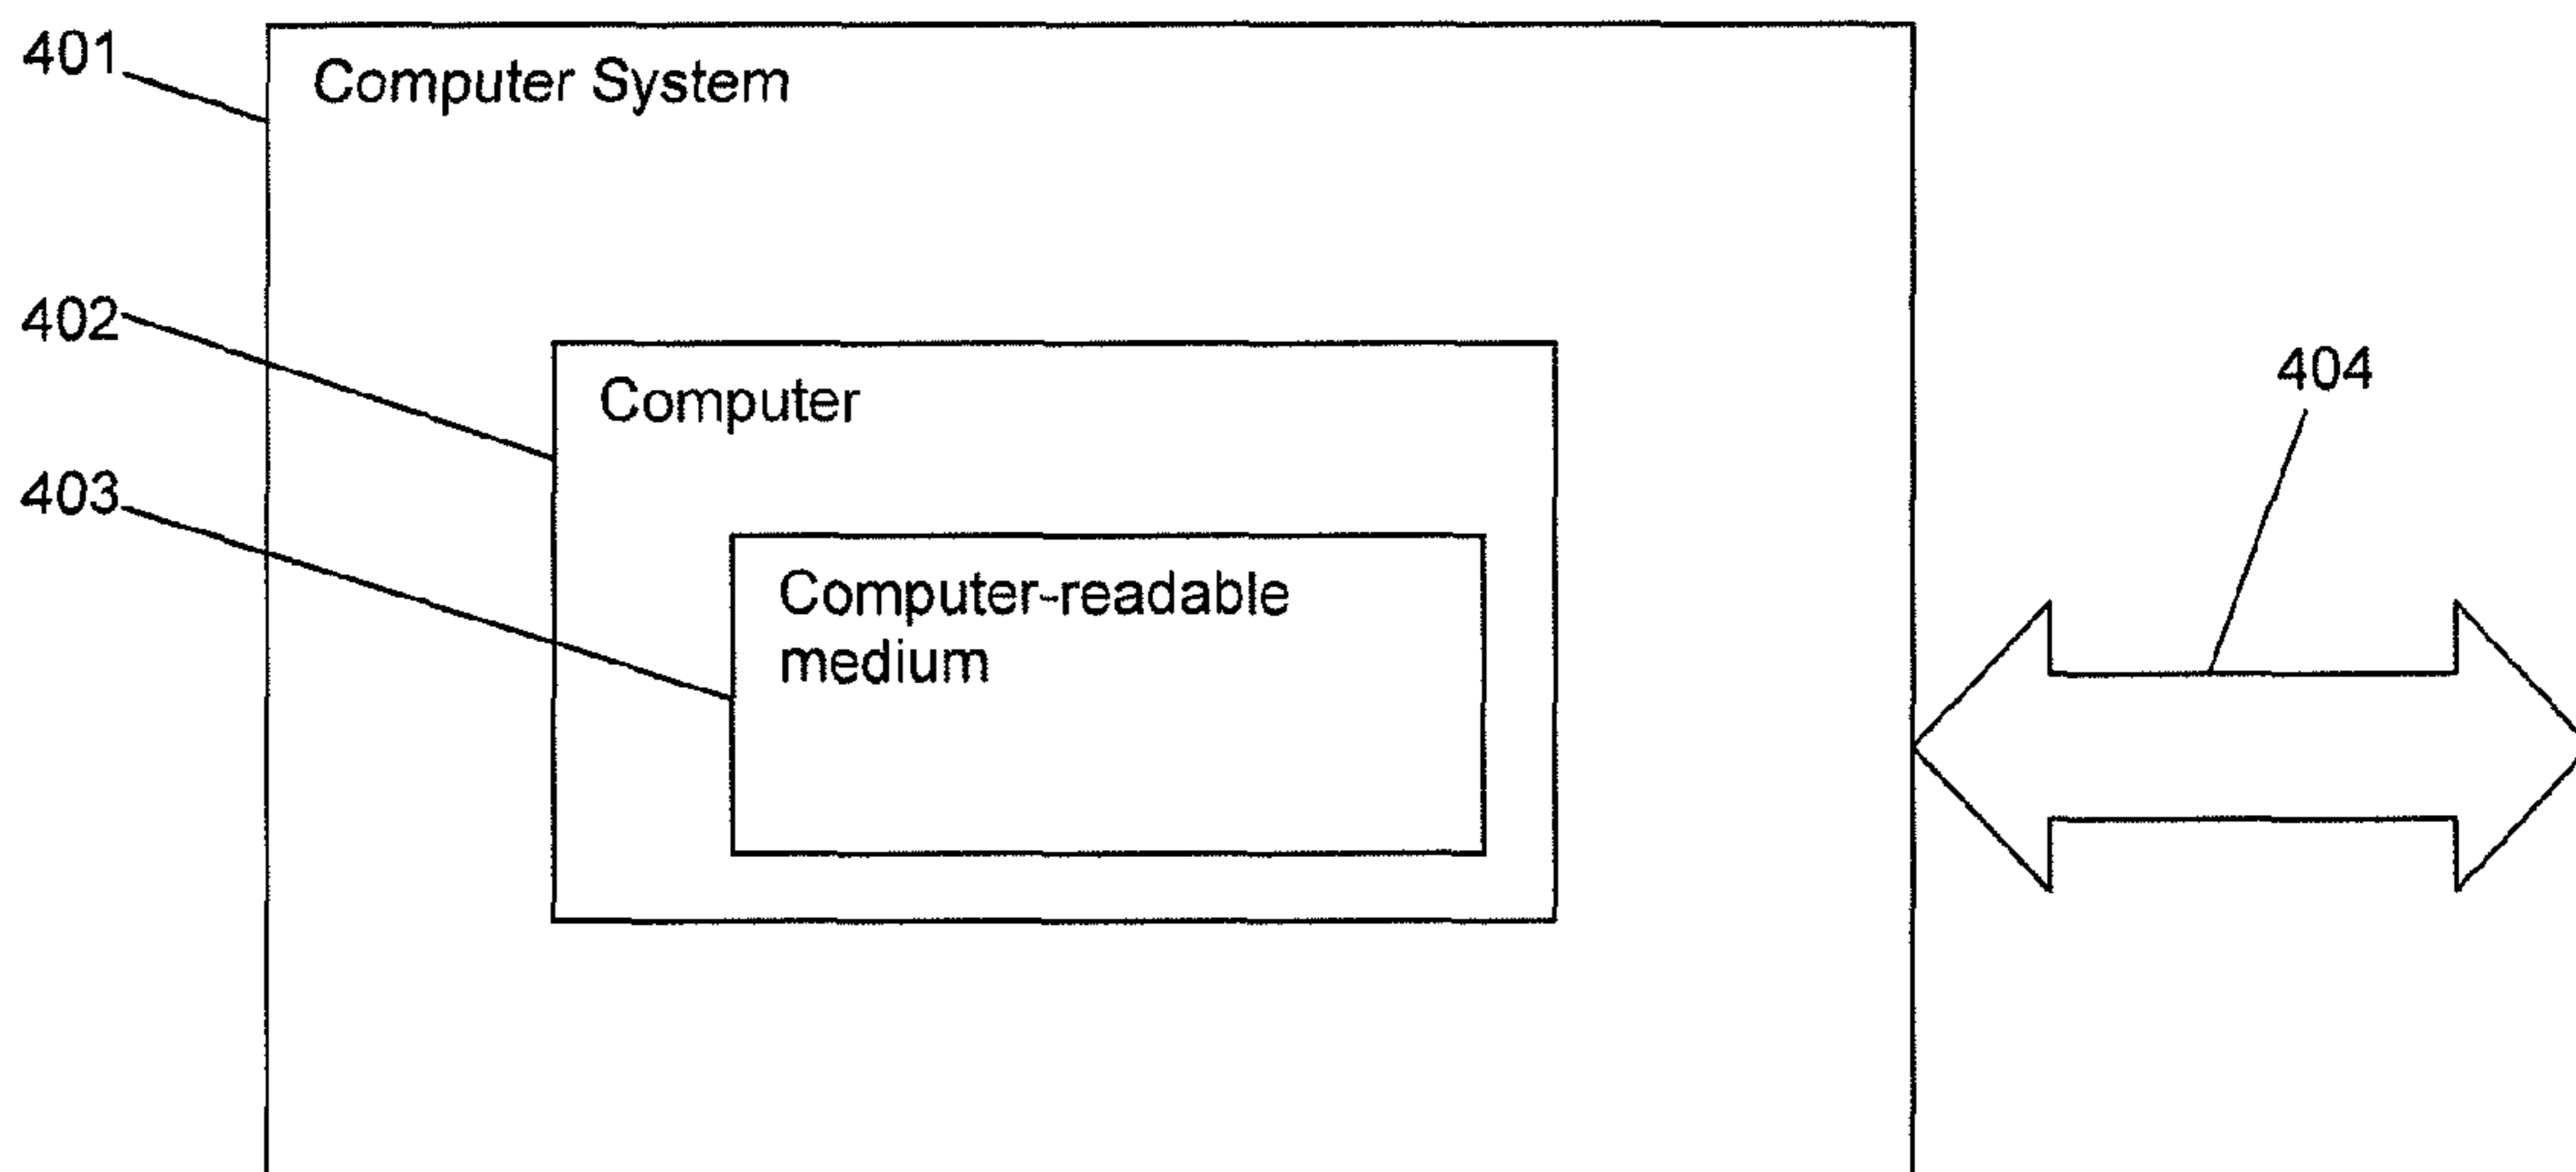 401
Computer System
402
Computer
404
403
Computer-readable
medium